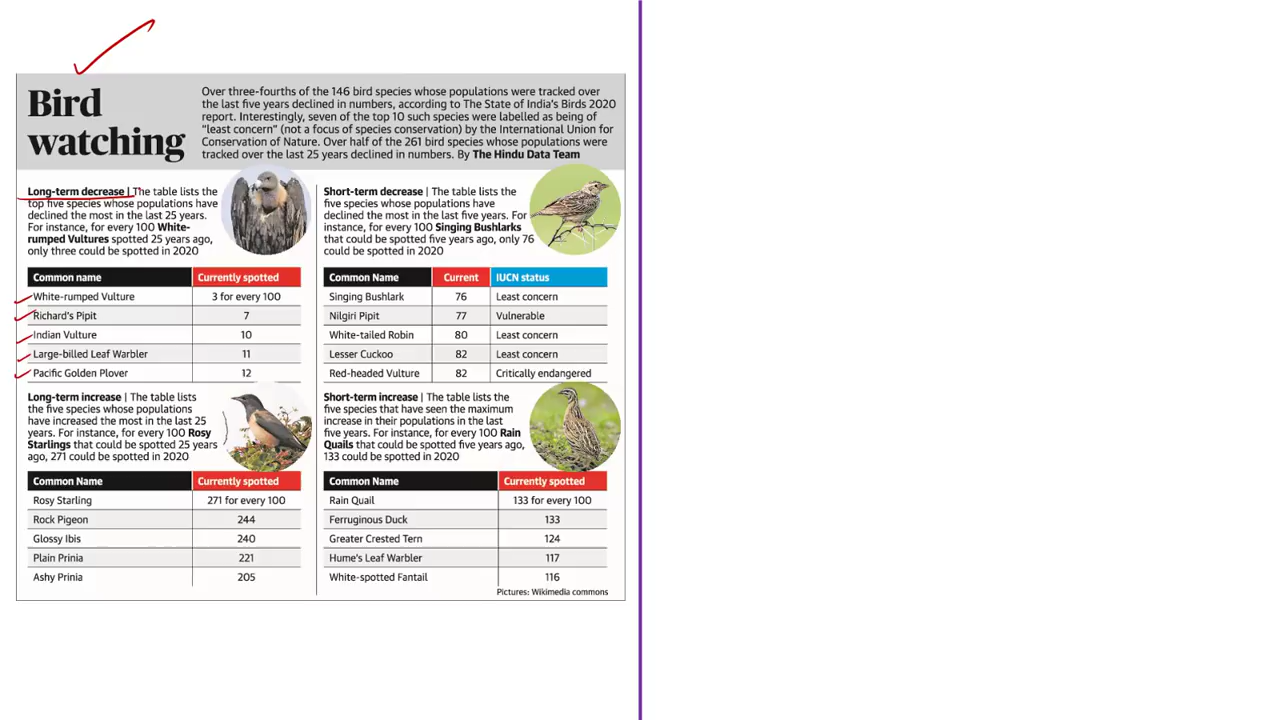 Bird
watching
Over three-fourths of the 146 bird species whose populations were tracked over
the last five years declined in numbers, according to The State of India's Birds 2020
report. Interestingly, seven of the top 10 such species were labelled as being of
"least concern" (not a focus of species conservation) by the International Union for
Conservation of Nature. Over half of the 261 bird species whose populations were
tracked over the last 25 years declined in numbers. By The Hindu Data Team
Long-term decrease | The table lists the
top five species whose populations have
declined the most in the last 25 years.
For instance, for every 100 White-
rumped Vultures spotted 25 years ago,
only three could be spotted in 2020
Common name Currently spotted
White-rumped Vulture 3 for every 100
Richard's Pipit 7
Indian Vulture 10
Large-billed Leaf Warbler 11
Pacific Golden Plover 12
Short-term decrease | The table lists the
five species whose populations have
declined the most in the last five years. For
instance, for every 100 Singing Bushlarks
that could be spotted five years ago, only 76
could be spotted in 2020
Common Name Current IUCN status
Singing Bushlark 76 Least concern
Nilgiri Pipit 77 Vulnerable
White-tailed Robin 80 Least concern
Lesser Cuckoo 82 Least concern
Red-headed Vulture 82 Critically endangered
Long-term increase | The table lists
the five species whose populations
have increased the most in the last 25
years. For instance, for every 100 Rosy
Starlings that could be spotted 25 years
ago, 271 could be spotted in 2020
Common Name Currently spotted
Rosy Starling 271 for every 100
Rock Pigeon 244
Glossy Ibis 240
Plain Prinia 221
Ashy Prinia 205
Short-term increase | The table lists the
five species that have seen the maximum
increase in their populations in the last
five years. For instance, for every 100 Rain
Quails that could be spotted five years ago,
133 could be spotted in 2020
Common Name Currently spotted
Rain Quail 133 for every 100
Ferruginous Duck 133
Greater Crested Tern 124
Hume's Leaf Warbler 117
White-spotted Fantail 116
Pictures: Wikimedia commons